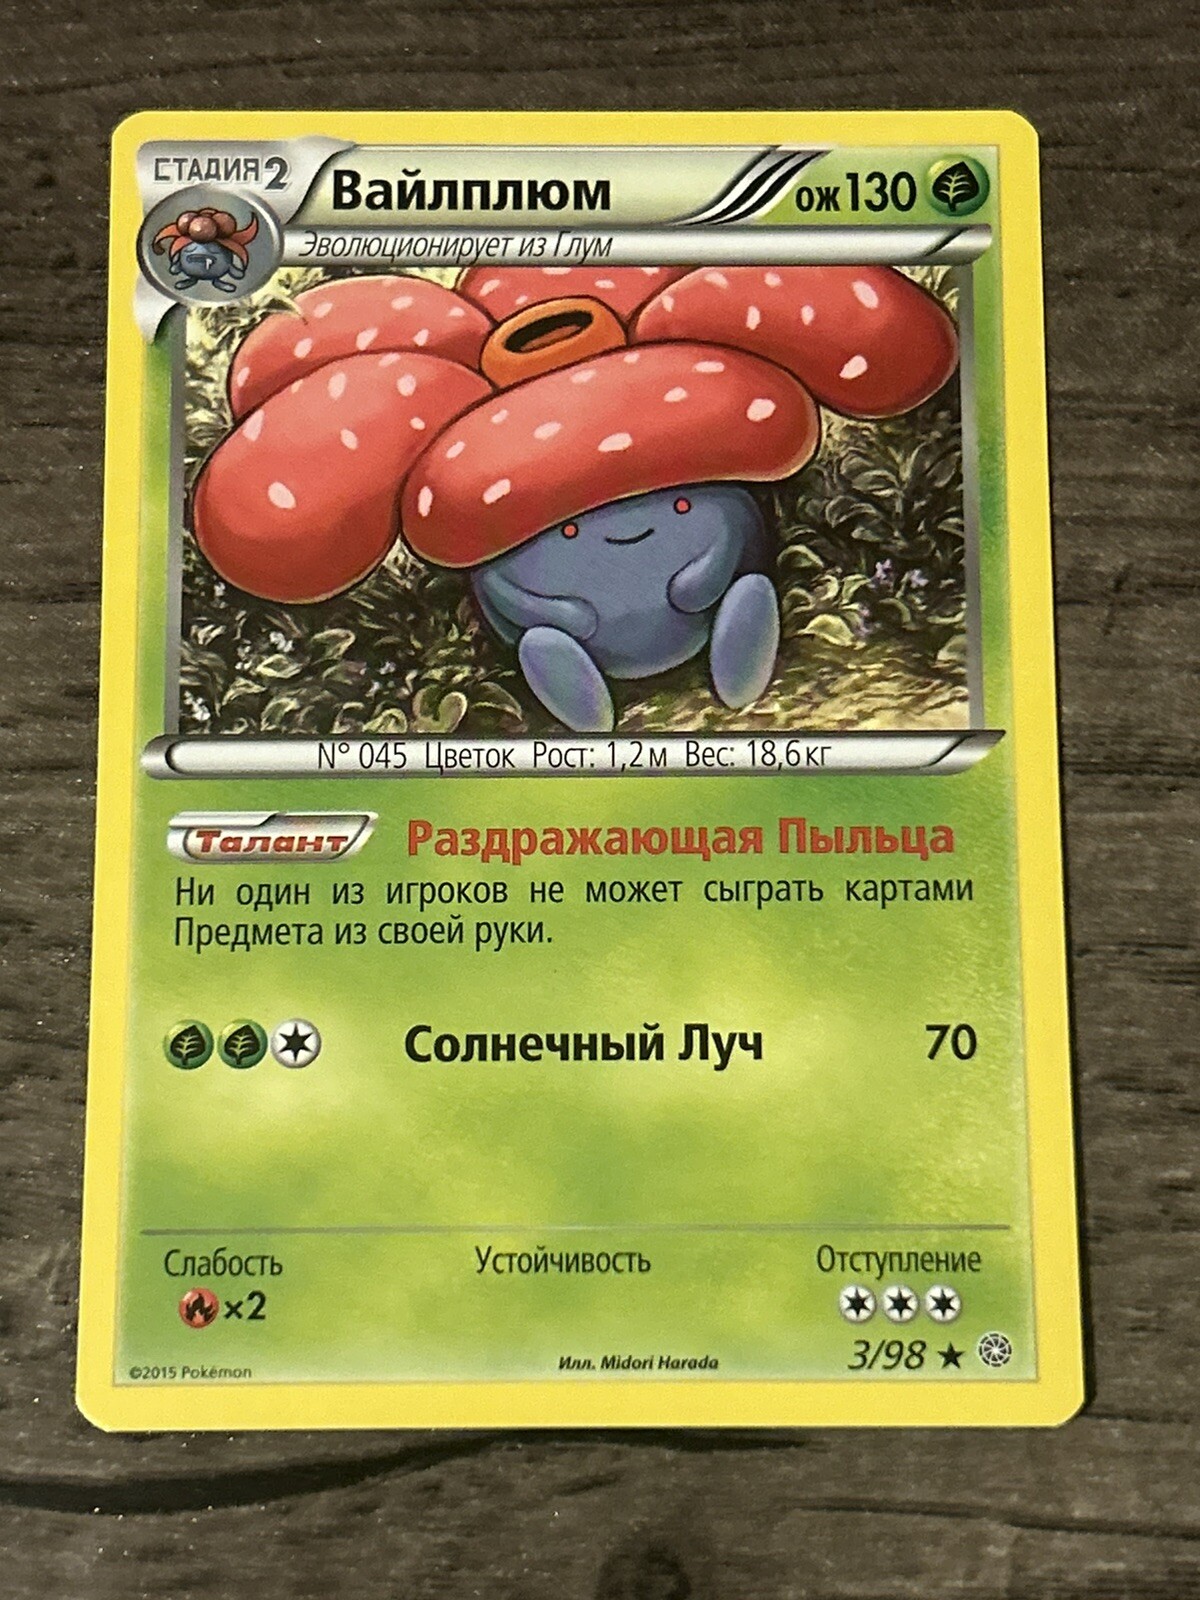 СТАДИЯ 2
Вайлплюм
ОЖ 130
Эволюционирует из Глум
N° 045 Цветок Рост: 1,2 м Вес: 18,6 кг
Талант Раздражающая Пыльца
Ни один из игроков не может сыграть картами
Предмета из своей руки.
Солнечный Луч 70
Слабость Устойчивость Отступление
×2
3/98
©2015 Pokémon Илл. Midori Harada